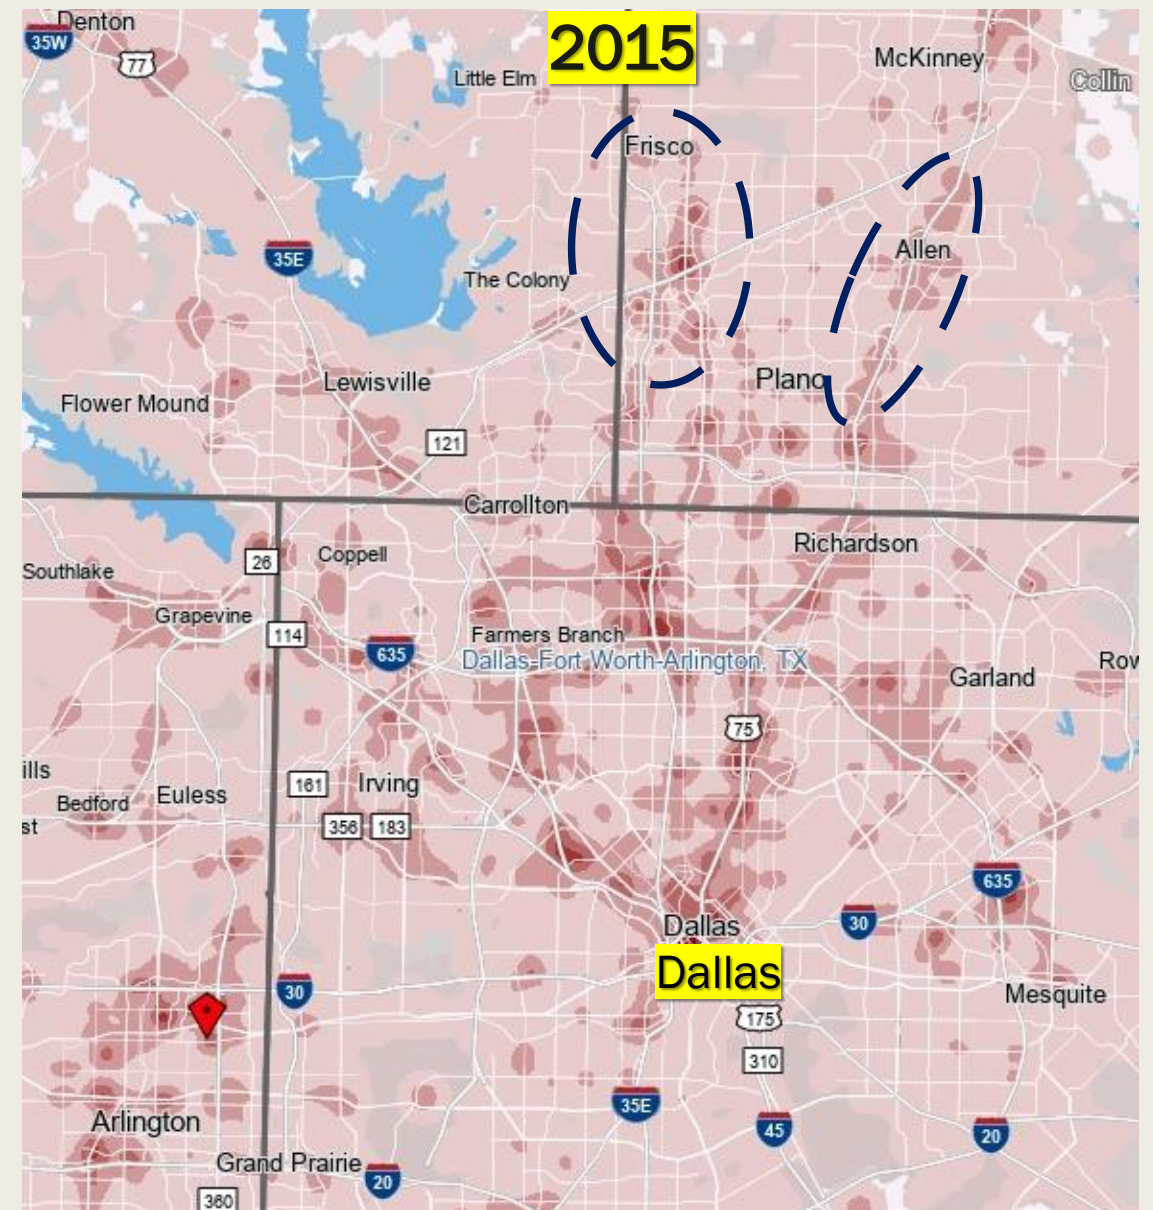 Denton
35W
77
2015
Little Elm
McKinney
Collin
Frisco
35E
Allen
The Colony
Lewisville
Plano
Flower Mound
121
Carrollton
Richardson
26
Coppell
Southlake
Grapevine
114
635
Farmers Branch
Dallas-Fort Worth-Arlington, TX
Garland
Row
75
ills
161
Irving
Bedford
Euless
st
356
183
635
30
Dallas
Dallas
30
Mesquite
175
310
35E
Arlington
45
20
Grand Prairie
20
360